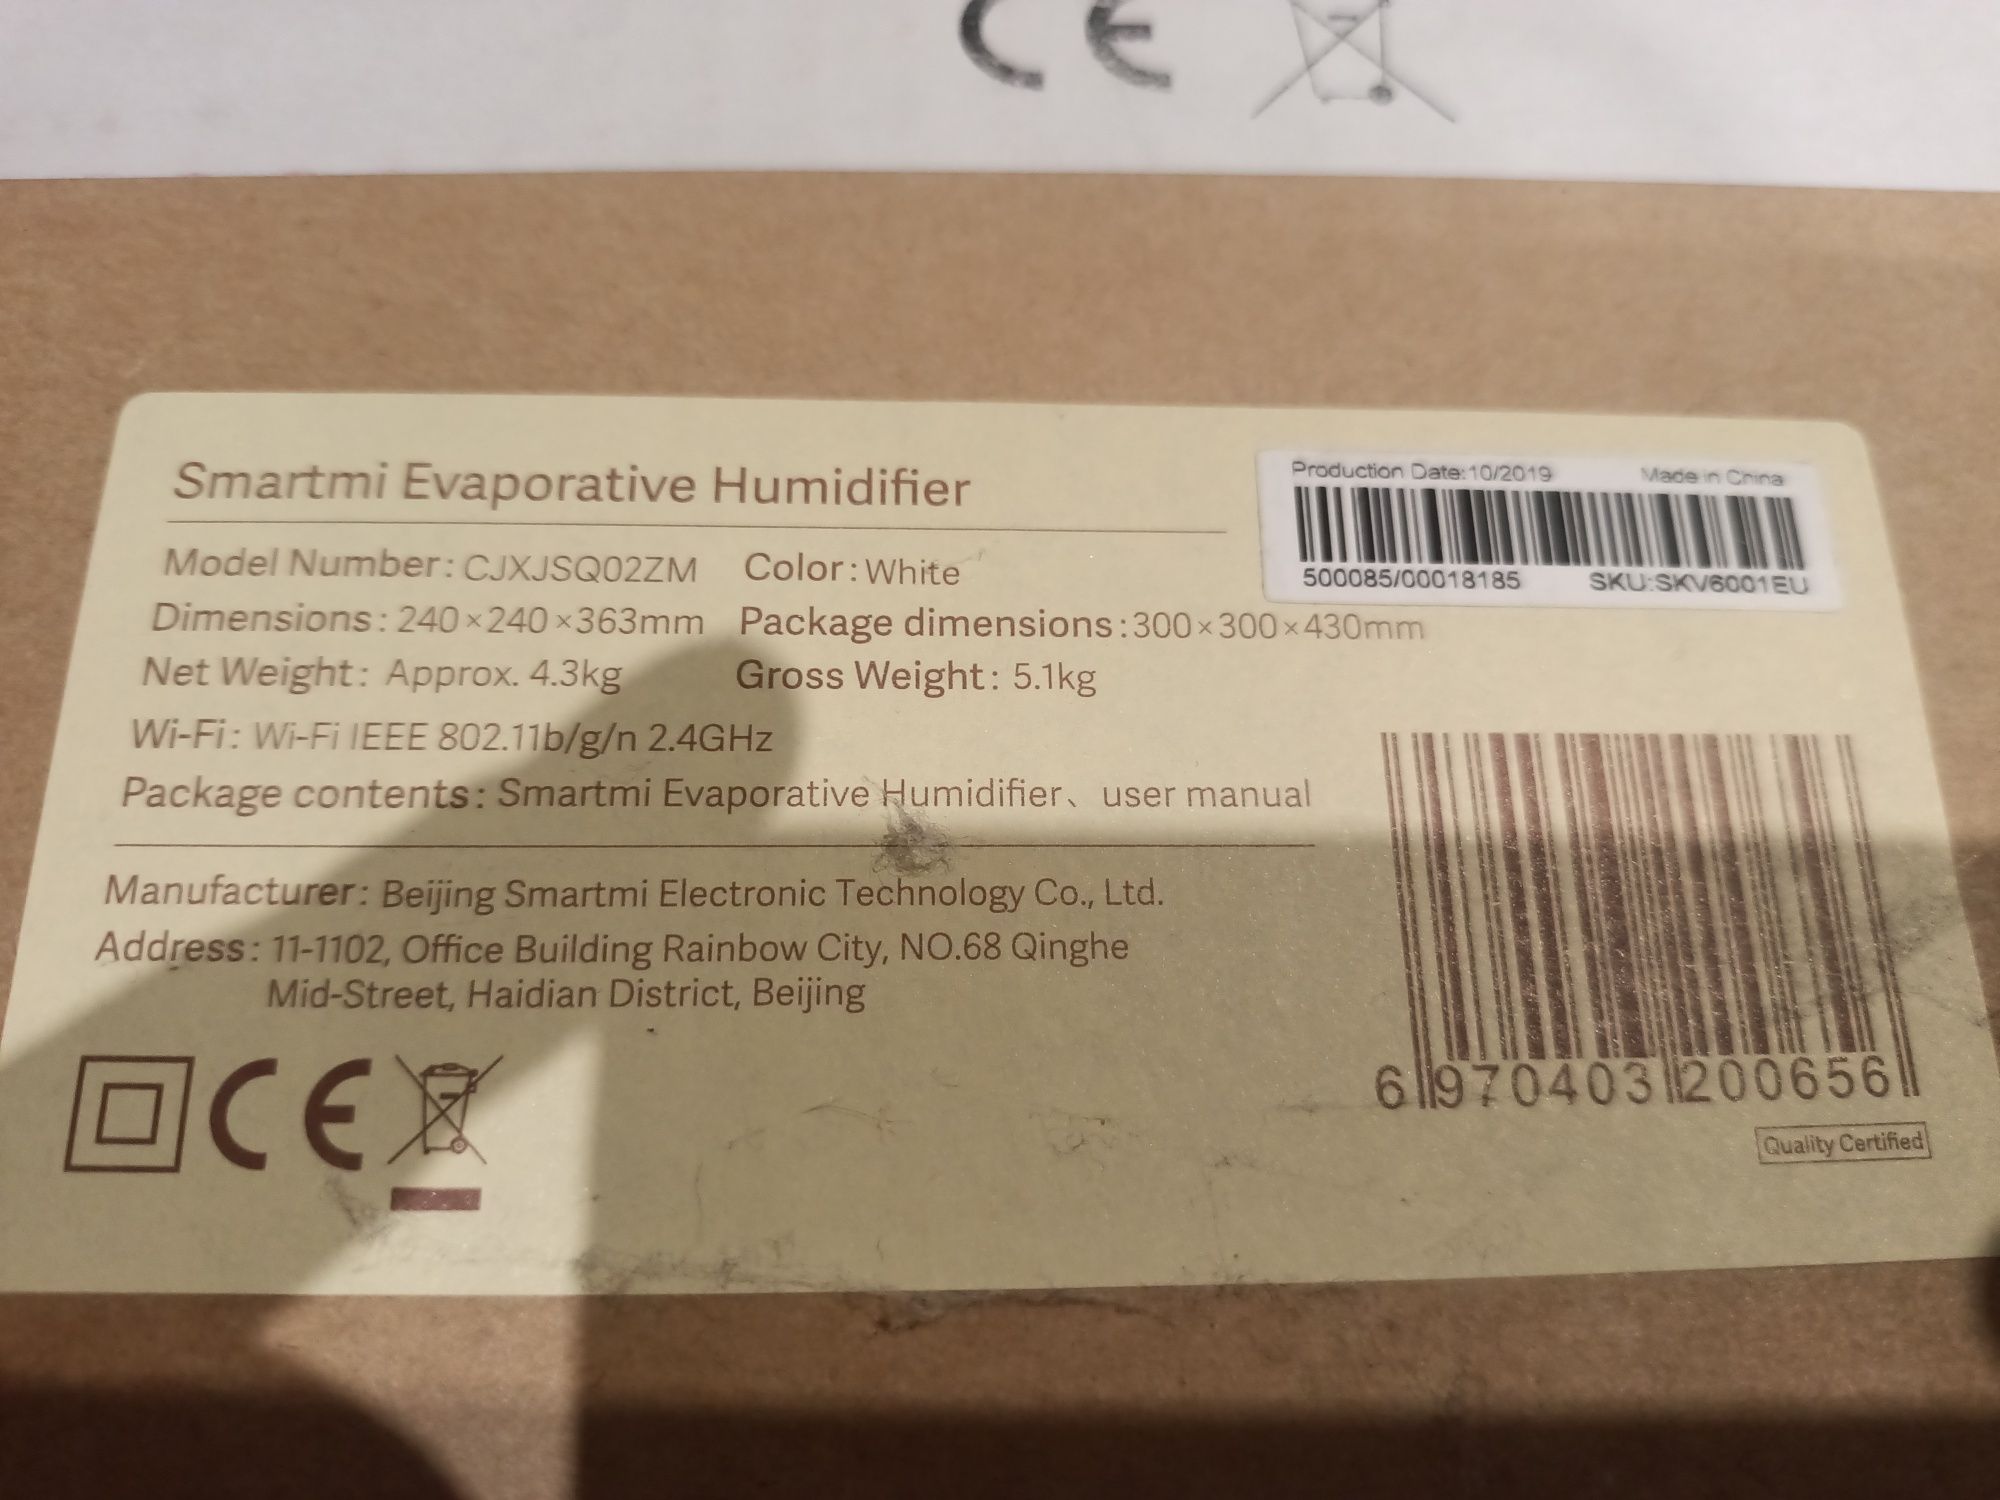 CE
Smartmi Evaporative Humidifier
Production Date:10/2019 Made in China
500085/00018185 SKU:SKV6001EU
Model Number: CJXJSQ02ZM Color: White
Dimensions: 240×240×363mm Package dimensions: 300×300×430mm
Net Weight: Approx. 4.3kg Gross Weight: 5.1kg
Wi-Fi: Wi-Fi IEEE 802.11b/g/n 2.4GHz
Package contents: Smartmi Evaporative Humidifier、user manual
Manufacturer: Beijing Smartmi Electronic Technology Co., Ltd.
Address: 11-1102, Office Building Rainbow City, NO.68 Qinghe
Mid-Street, Haidian District, Beijing
CE
6 970403 200656
Quality Certified